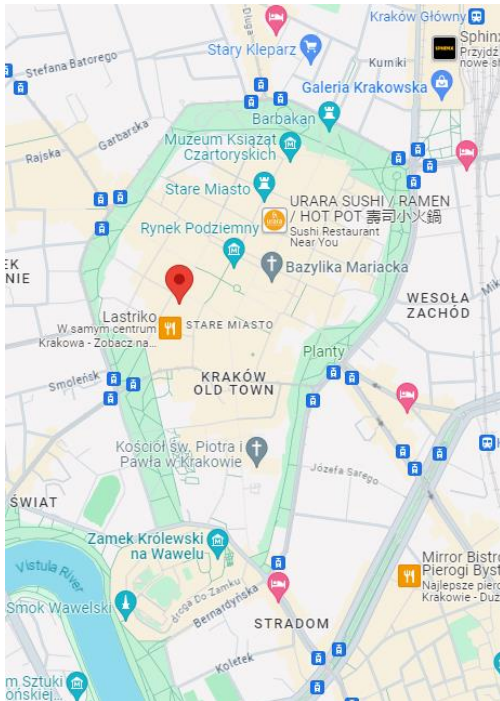 Długa
Kraków Główny
Stary Kleparz
Sphinx
Przyjdź
nowe s
Stefana Batorego
Kurniki
Galeria Krakowska
Barbakan
Garbarska
Muzeum Książąt
Czartoryskich
Rajska
Stare Miasto
URARA SUSHI / RAMEN
/ HOT POT 壽司小火鍋
Sushi Restaurant
Near You
Rynek Podziemny
Bazylika Mariacka
EK
NIE
Mik
WESOŁA
ZACHÓD
Lastriko
W samym centrum
Krakowa - Zobacz na...
STARE MIASTO
Planty
Smoleńsk
KRAKÓW
OLD TOWN
Kościół św. Piotra i
Pawła w Krakowie
Józefa Sarego
ŚWIAT
Zamek Królewski
na Wawelu
Vistula River
Mirror Bistro
Pierogi Byst
Najlepsze piero
Krakowie - Duż
droga Do Zamku
Smok Wawelski
Bernardyńska
STRADOM
Koletek
m Sztuki
ońskiej...